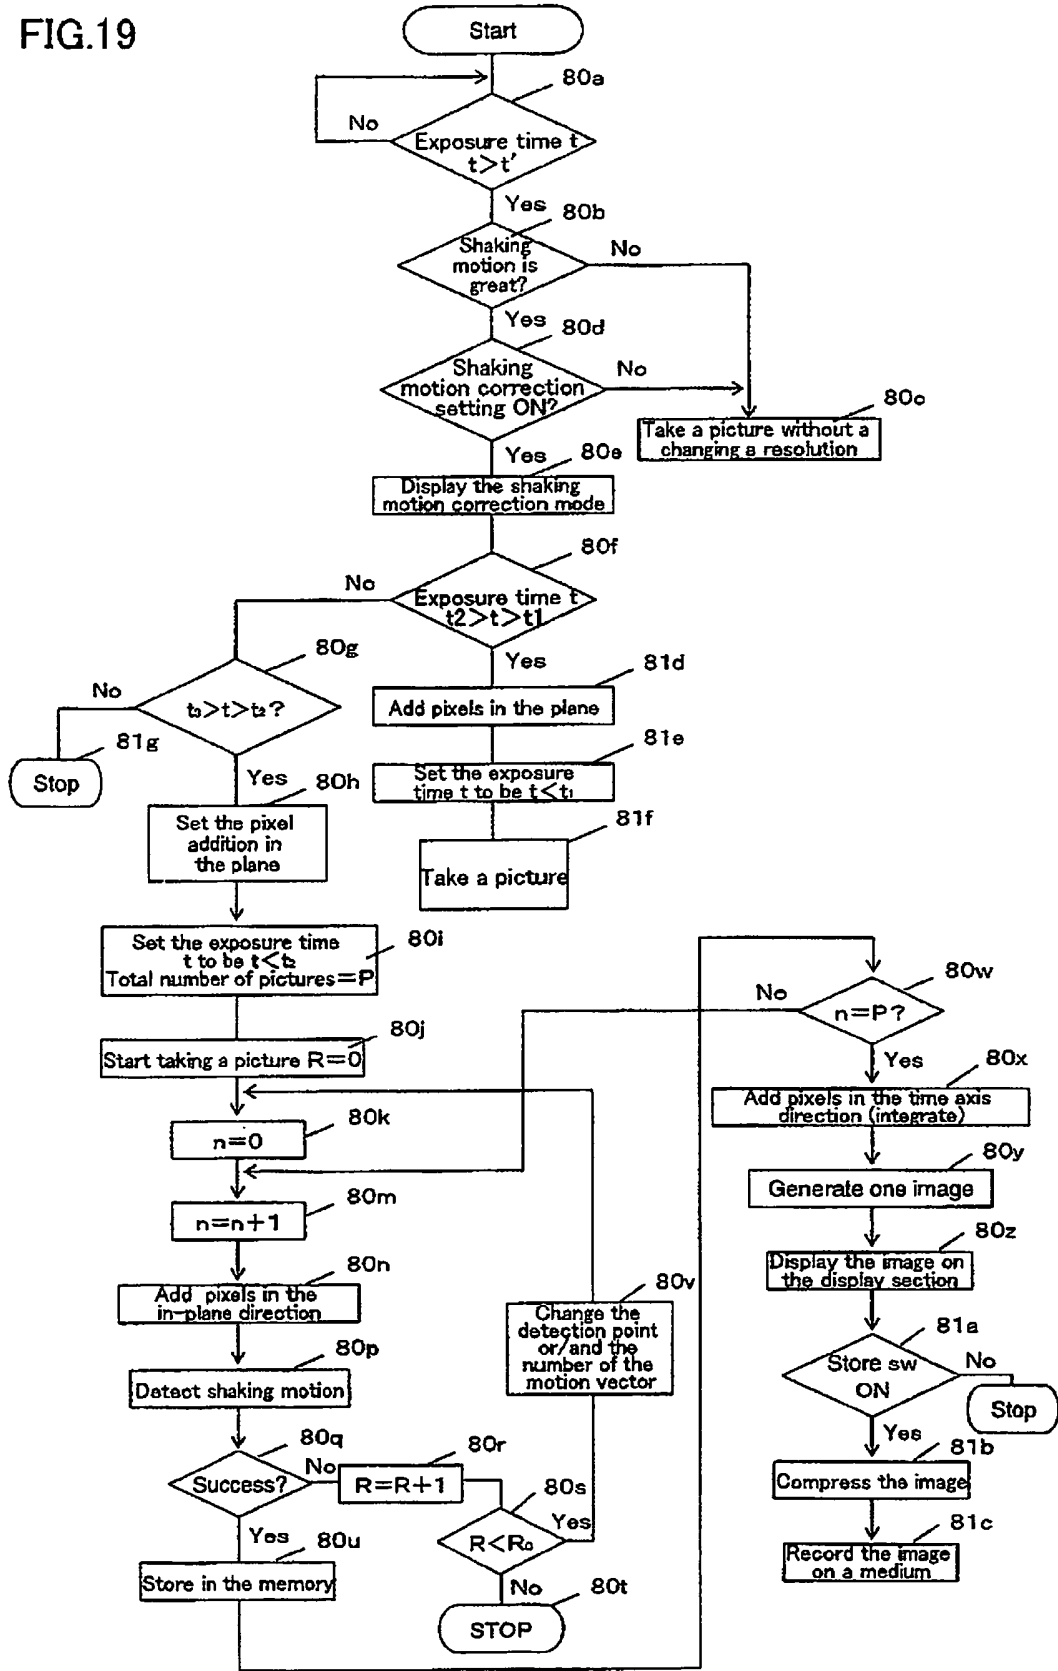 FIG.19
Start
80a
No
Exposure time t
t>t'
Yes
80b
Shaking
motion is
great?
No
Yes
80d
Shaking
motion correction
setting ON?
No
80c
Take a picture without a
changing a resolution
Yes
80e
Display the shaking
motion correction mode
80f
No
Exposure time t
t2>t>t1
Yes
80g
No
t₃>t>t₂?
81g
Stop
Yes
81d
Add pixels in the plane
81e
Set the exposure
time t to be t<t₁
81f
Take a picture
80h
Set the pixel
addition in
the plane
80i
Set the exposure time
t to be t<t₂
Total number of pictures=P
80j
Start taking a picture R=0
80k
n=0
80m
n=n+1
80n
Add pixels in the
in-plane direction
80p
Detect shaking motion
80q
Success?
No
80r
R=R+1
80s
R<R₀
Yes
80v
Change the
detection point
or/and the
number of the
motion vector
No
80t
STOP
Yes
80u
Store in the memory
80w
No
n=P?
Yes
80x
Add pixels in the time axis
direction (integrate)
80y
Generate one image
80z
Display the image on
the display section
81a
Store sw
ON
No
Stop
Yes
81b
Compress the image
81c
Record the image
on a medium